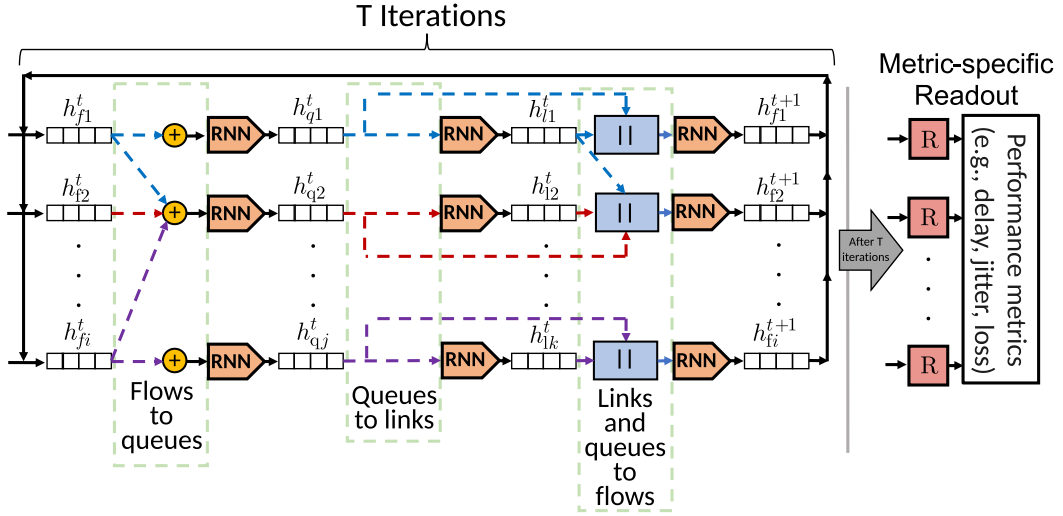 T Iterations
Metric-specific
Readout
h_{f1}^{t}
h_{q1}^{t}
h_{l1}^{t}
h_{f1}^{t+1}
+
RNN
RNN
||
RNN
R
h_{f2}^{t}
h_{q2}^{t}
h_{l2}^{t}
h_{f2}^{t+1}
+
RNN
RNN
||
RNN
R
After T
iterations
h_{fi}^{t}
h_{qj}^{t}
h_{lk}^{t}
h_{fi}^{t+1}
+
RNN
RNN
||
RNN
R
Performance metrics
(e.g., delay, jitter, loss)
Flows
to
queues
Queues
to links
Links
and
queues
to
flows